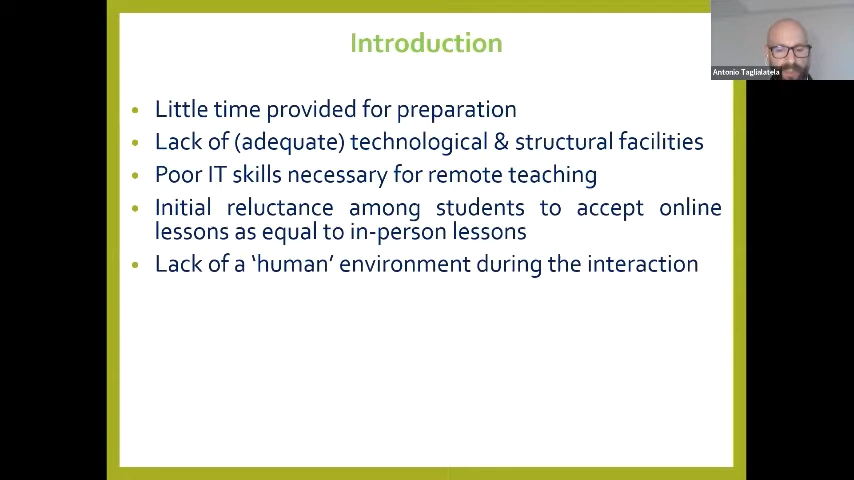 Introduction
Antonio Taglialatela
• Little time provided for preparation
• Lack of (adequate) technological & structural facilities
• Poor IT skills necessary for remote teaching
• Initial reluctance among students to accept online
lessons as equal to in-person lessons
• Lack of a ‘human’ environment during the interaction